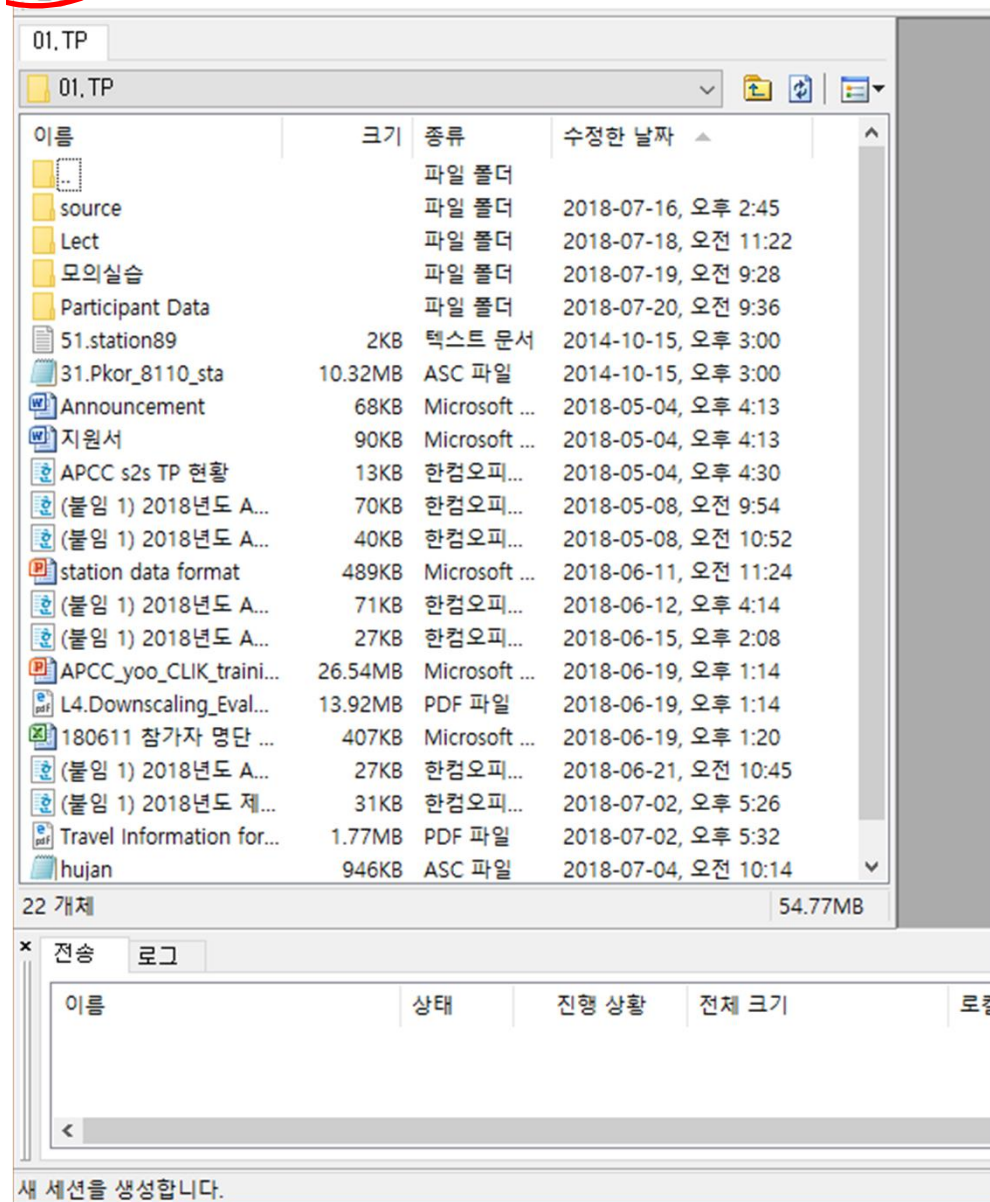 01.TP
01.TP
이름 크기 종류 수정한 날짜
.. 파일 폴더
source 파일 폴더 2018-07-16, 오후 2:45
Lect 파일 폴더 2018-07-18, 오전 11:22
모의실습 파일 폴더 2018-07-19, 오전 9:28
Participant Data 파일 폴더 2018-07-20, 오전 9:36
51.station89 2KB 텍스트 문서 2014-10-15, 오후 3:00
31.Pkor_8110_sta 10.32MB ASC 파일 2014-10-15, 오후 3:00
Announcement 68KB Microsoft ... 2018-05-04, 오후 4:13
지원서 90KB Microsoft ... 2018-05-04, 오후 4:13
APCC s2s TP 현황 13KB 한컴오피... 2018-05-04, 오후 4:30
(붙임 1) 2018년도 A... 70KB 한컴오피... 2018-05-08, 오전 9:54
(붙임 1) 2018년도 A... 40KB 한컴오피... 2018-05-08, 오전 10:52
station data format 489KB Microsoft ... 2018-06-11, 오전 11:24
(붙임 1) 2018년도 A... 71KB 한컴오피... 2018-06-12, 오후 4:14
(붙임 1) 2018년도 A... 27KB 한컴오피... 2018-06-15, 오후 2:08
APCC_yoo_CLIK_traini... 26.54MB Microsoft ... 2018-06-19, 오후 1:14
L4.Downscaling_Eval... 13.92MB PDF 파일 2018-06-19, 오후 1:14
180611 참가자 명단 ... 407KB Microsoft ... 2018-06-19, 오후 1:20
(붙임 1) 2018년도 A... 27KB 한컴오피... 2018-06-21, 오전 10:45
(붙임 1) 2018년도 제... 31KB 한컴오피... 2018-07-02, 오후 5:26
Travel Information for... 1.77MB PDF 파일 2018-07-02, 오후 5:32
hujan 946KB ASC 파일 2018-07-04, 오전 10:14
22 개체 54.77MB
전송 로그
이름 상태 진행 상황 전체 크기
새 세션을 생성합니다.